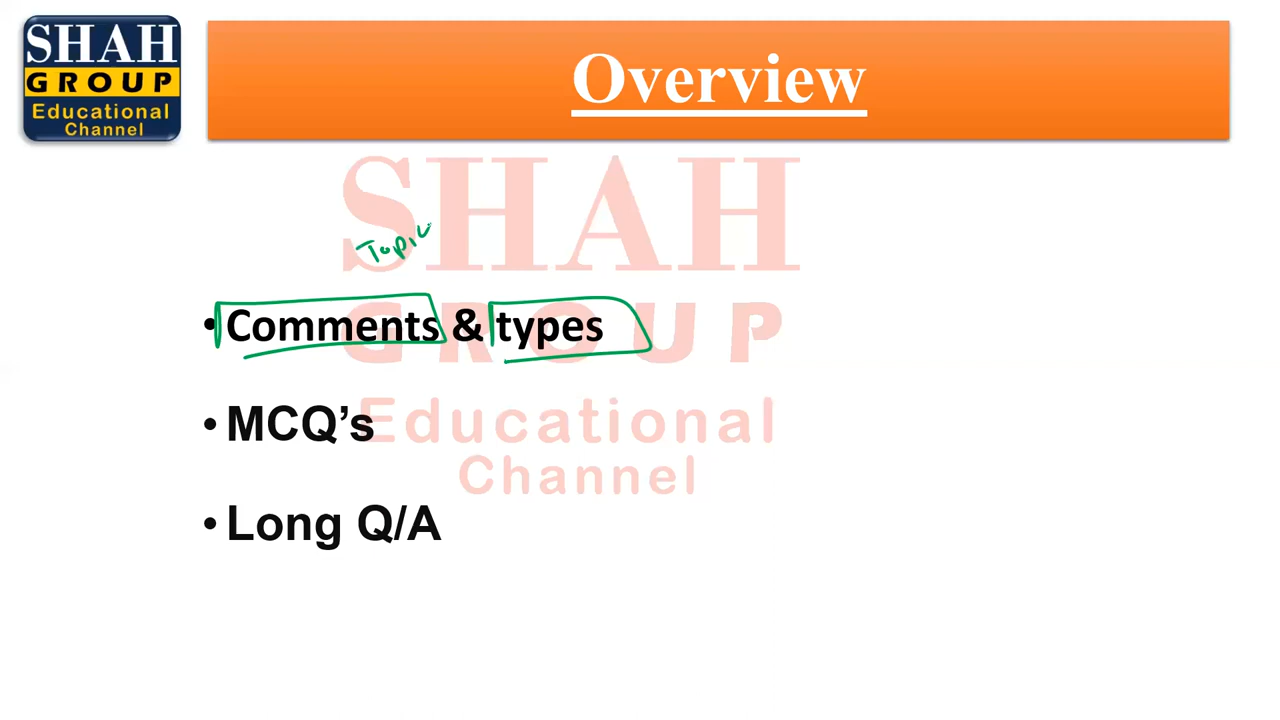 SHAH
GROUP
Educational
Channel
Overview
SHAH
GROUP
Educational
Channel
Topic
• Comments & types
• MCQ’s
• Long Q/A